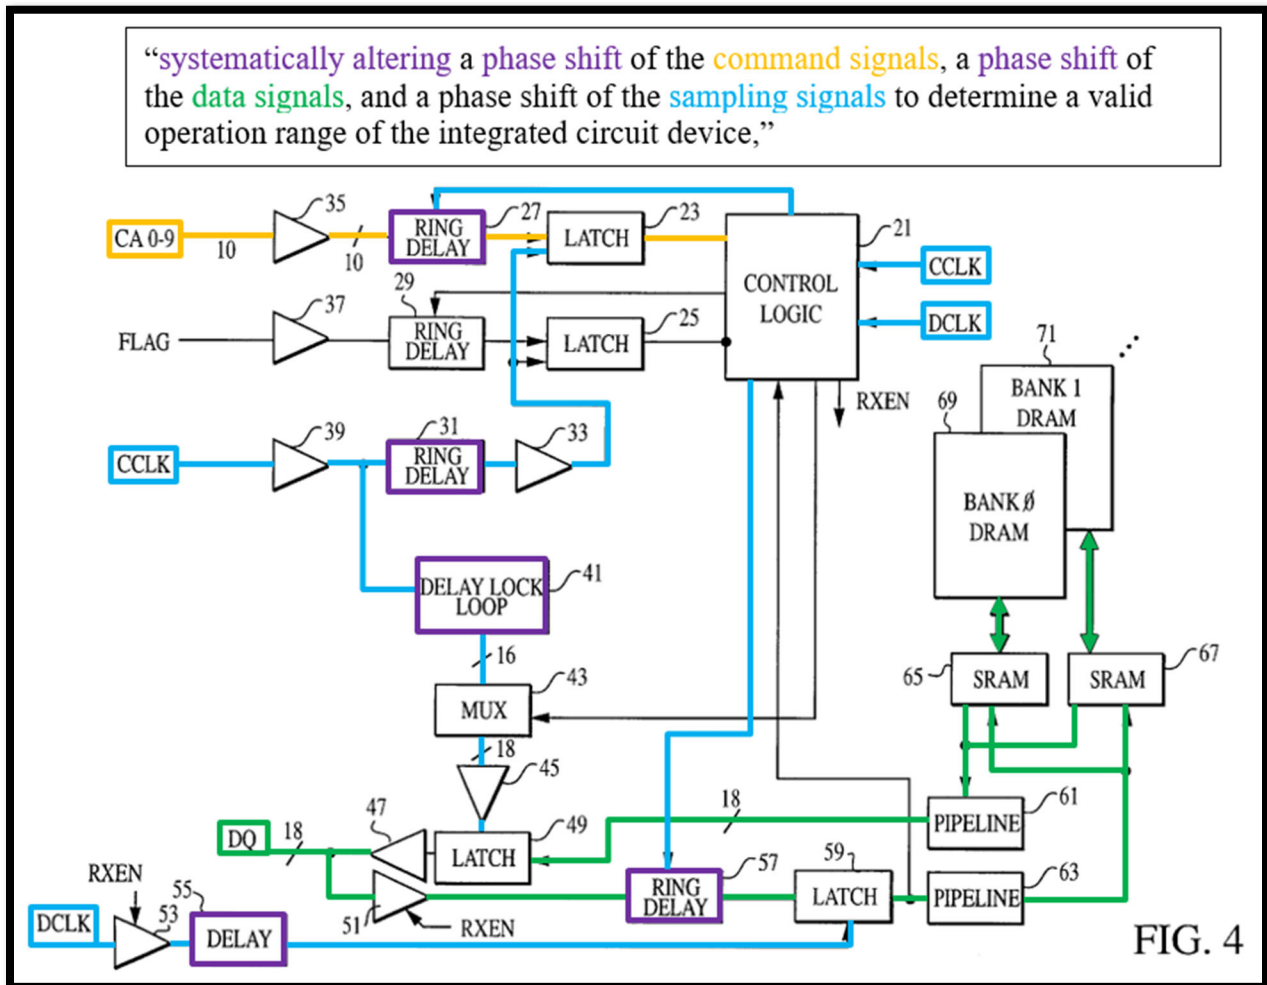 “systematically altering a phase shift of the command signals, a phase shift of
the data signals, and a phase shift of the sampling signals to determine a valid
operation range of the integrated circuit device,”
35
27
23
21
CA 0-9
10
10
RING
DELAY
LATCH
CCLK
CONTROL
LOGIC
DCLK
37
29
25
FLAG
RING
DELAY
LATCH
71
BANK 1
DRAM
RXEN
69
39
31
33
CCLK
RING
DELAY
BANK 0
DRAM
41
DELAY LOCK
LOOP
16
43
MUX
65
SRAM
67
SRAM
18
45
47
49
18
61
DQ
18
LATCH
PIPELINE
RXEN
57
59
63
55
51
RING
DELAY
LATCH
PIPELINE
DCLK
53
DELAY
RXEN
FIG. 4